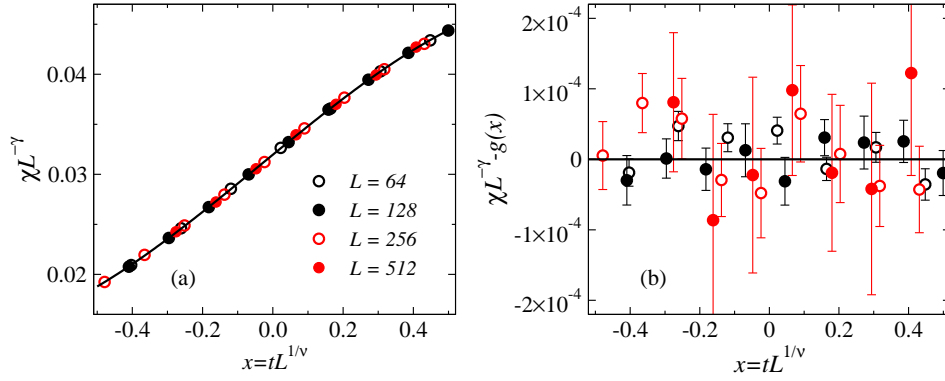 0.04
0.03
0.02
χL⁻ᵞ
(a)
L = 64
L = 128
L = 256
L = 512
-0.4 -0.2 0.0 0.2 0.4
x=tL^{1/ν}
2×10⁻⁴
1×10⁻⁴
0
-1×10⁻⁴
-2×10⁻⁴
χL⁻ᵞ-g(x)
(b)
-0.4 -0.2 0 0.2 0.4
x=tL^{1/ν}